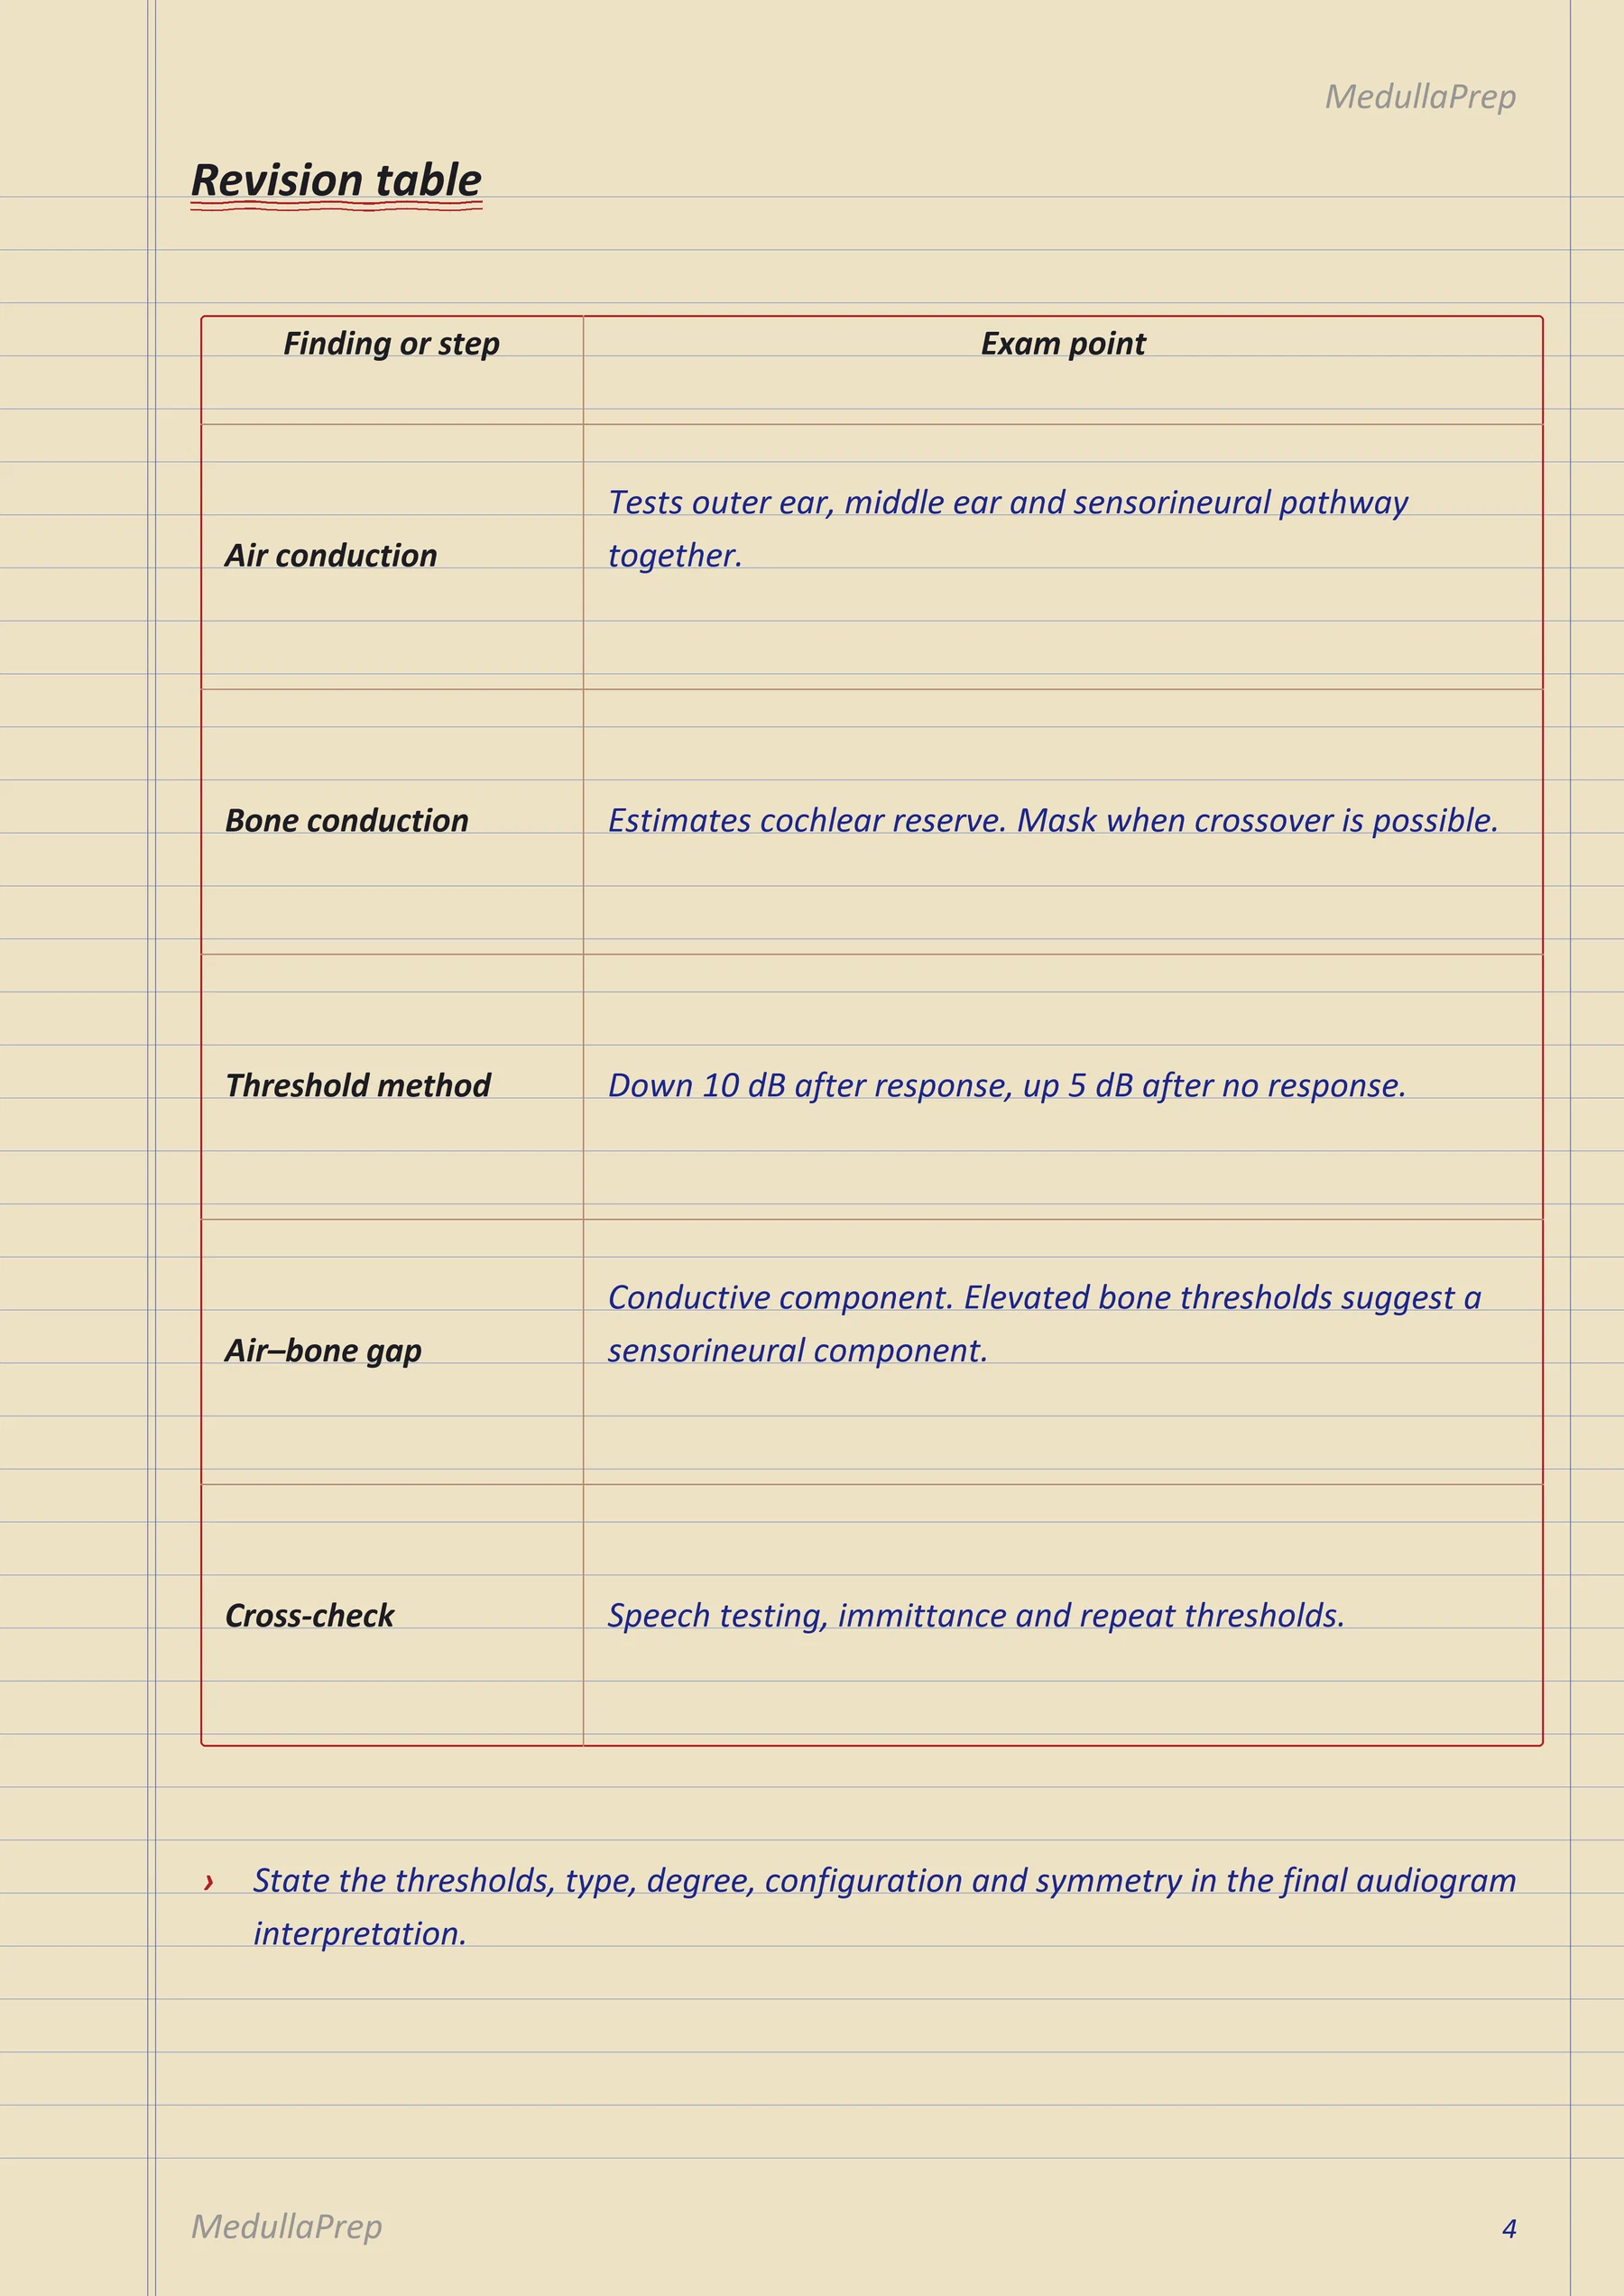 MedullaPrep
Revision table
Finding or step
Exam point
Air conduction
Tests outer ear, middle ear and sensorineural pathway
together.
Bone conduction
Estimates cochlear reserve. Mask when crossover is possible.
Threshold method
Down 10 dB after response, up 5 dB after no response.
Air–bone gap
Conductive component. Elevated bone thresholds suggest a
sensorineural component.
Cross-check
Speech testing, immittance and repeat thresholds.
› State the thresholds, type, degree, configuration and symmetry in the final audiogram
interpretation.
MedullaPrep
4